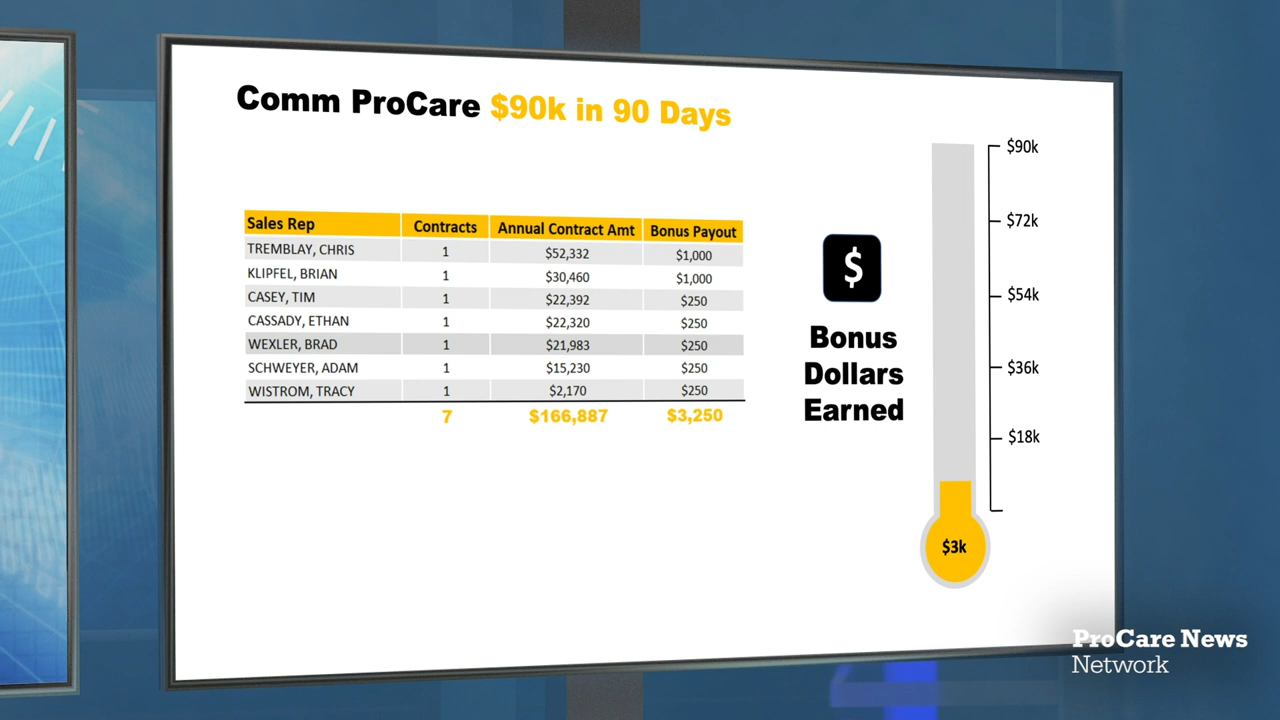 Comm ProCare $90k in 90 Days
Sales Rep Contracts Annual Contract Amt Bonus Payout
TREMBLAY, CHRIS 1 $52,332 $1,000
KLIPFEL, BRIAN 1 $30,460 $1,000
CASEY, TIM 1 $22,392 $250
CASSADY, ETHAN 1 $22,320 $250
WEXLER, BRAD 1 $21,983 $250
SCHWEYER, ADAM 1 $15,230 $250
WISTROM, TRACY 1 $2,170 $250
7 $166,887 $3,250
$
Bonus
Dollars
Earned
$90k
$72k
$54k
$36k
$18k
$3k
ProCare News
Network